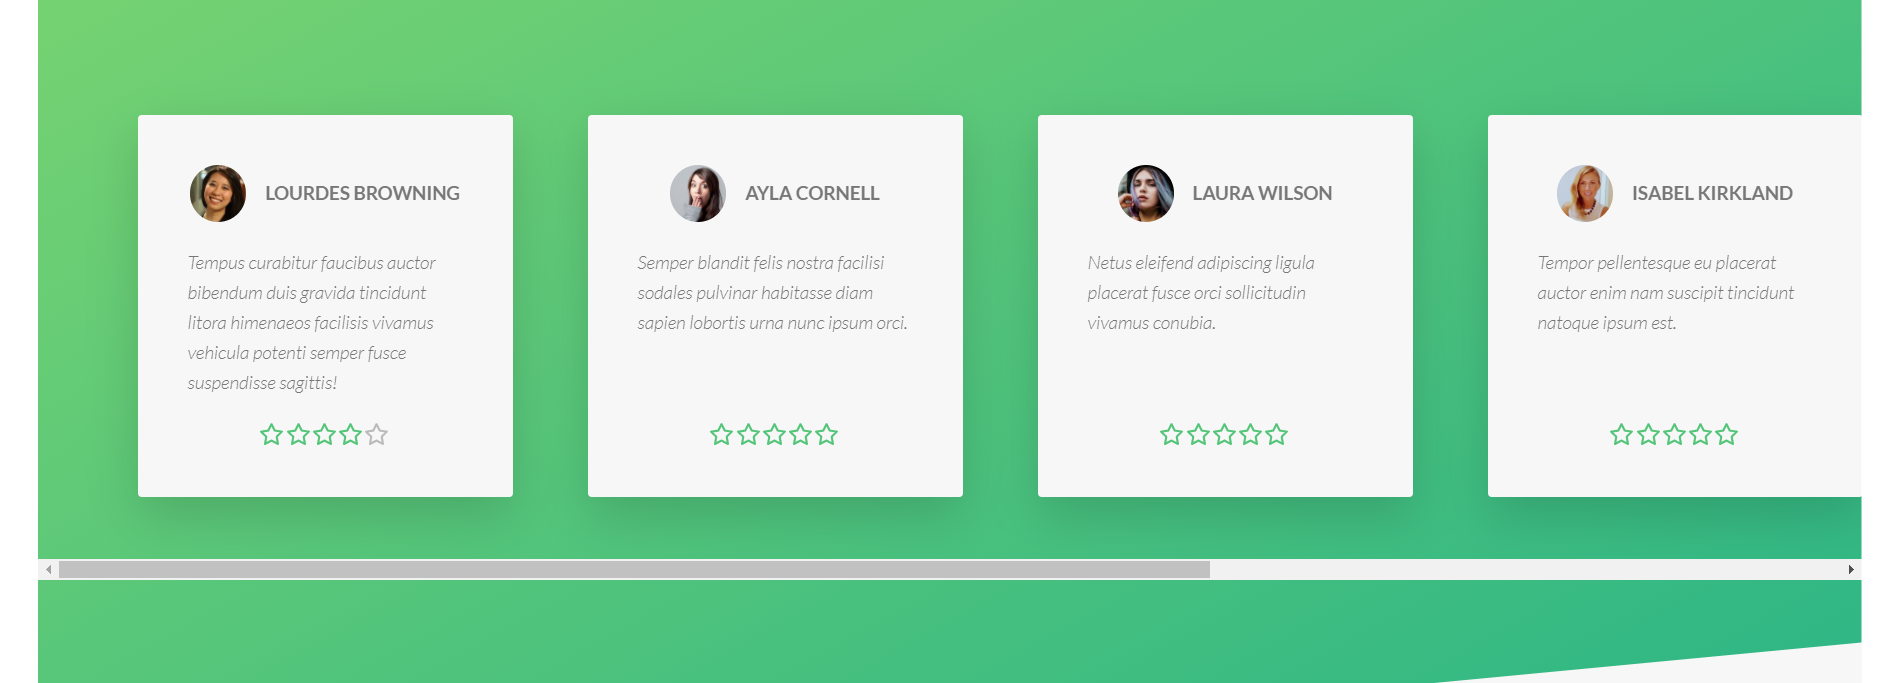 LOURDES BROWNING
Tempus curabitur faucibus auctor
bibendum duis gravida tincidunt
litora himenaeos facilisis vivamus
vehicula potenti semper fusce
suspendisse sagittis!
AYLA CORNELL
Semper blandit felis nostra facilisi
sodales pulvinar habitasse diam
sapien lobortis urna nunc ipsum orci.
LAURA WILSON
Netus eleifend adipiscing ligula
placerat fusce orci sollicitudin
vivamus conubia.
ISABEL KIRKLAND
Tempor pellentesque eu placerat
auctor enim nam suscipit tincidunt
natoque ipsum est.